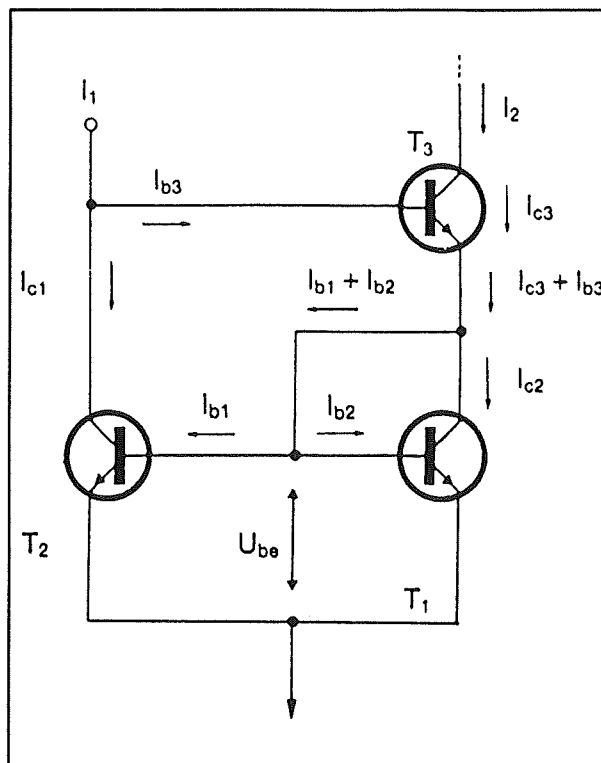 I1
I2
T3
Ib3
Ic3
Ic1
Ib1 + Ib2
Ic3 + Ib3
Ic2
Ib1
Ib2
T2
Ube
T1